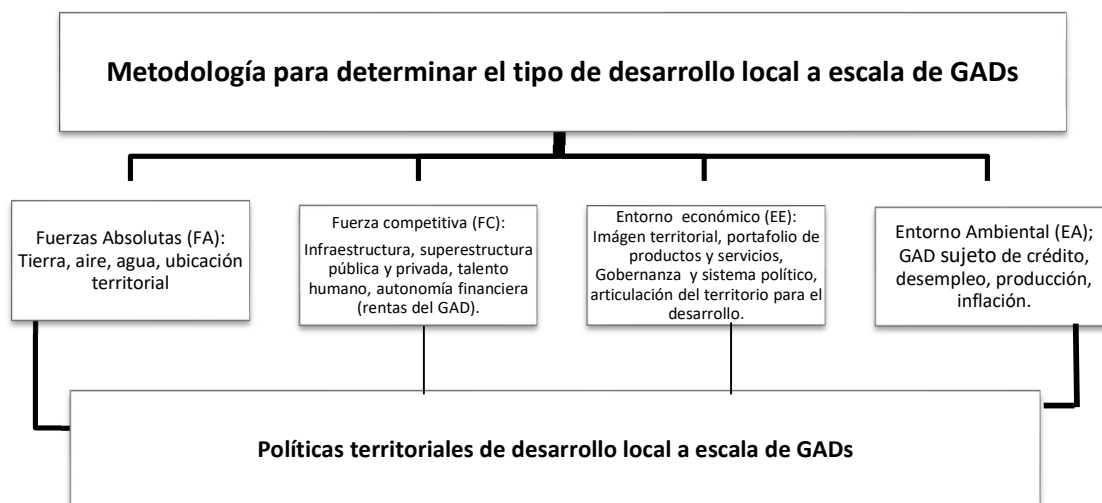 Metodología para determinar el tipo de desarrollo local a escala de GADs
Fuerzas Absolutas (FA):
Tierra, aire, agua, ubicación
territorial
Fuerza competitiva (FC):
Infraestructura, superestructura
pública y privada, talento
humano, autonomía financiera
(rentas del GAD).
Entorno económico (EE):
Imágen territorial, portafolio de
productos y servicios,
Gobernanza y sistema político,
articulación del territorio para el
desarrollo.
Entorno Ambiental (EA);
GAD sujeto de crédito,
desempleo, producción,
inflación.
Políticas territoriales de desarrollo local a escala de GADs